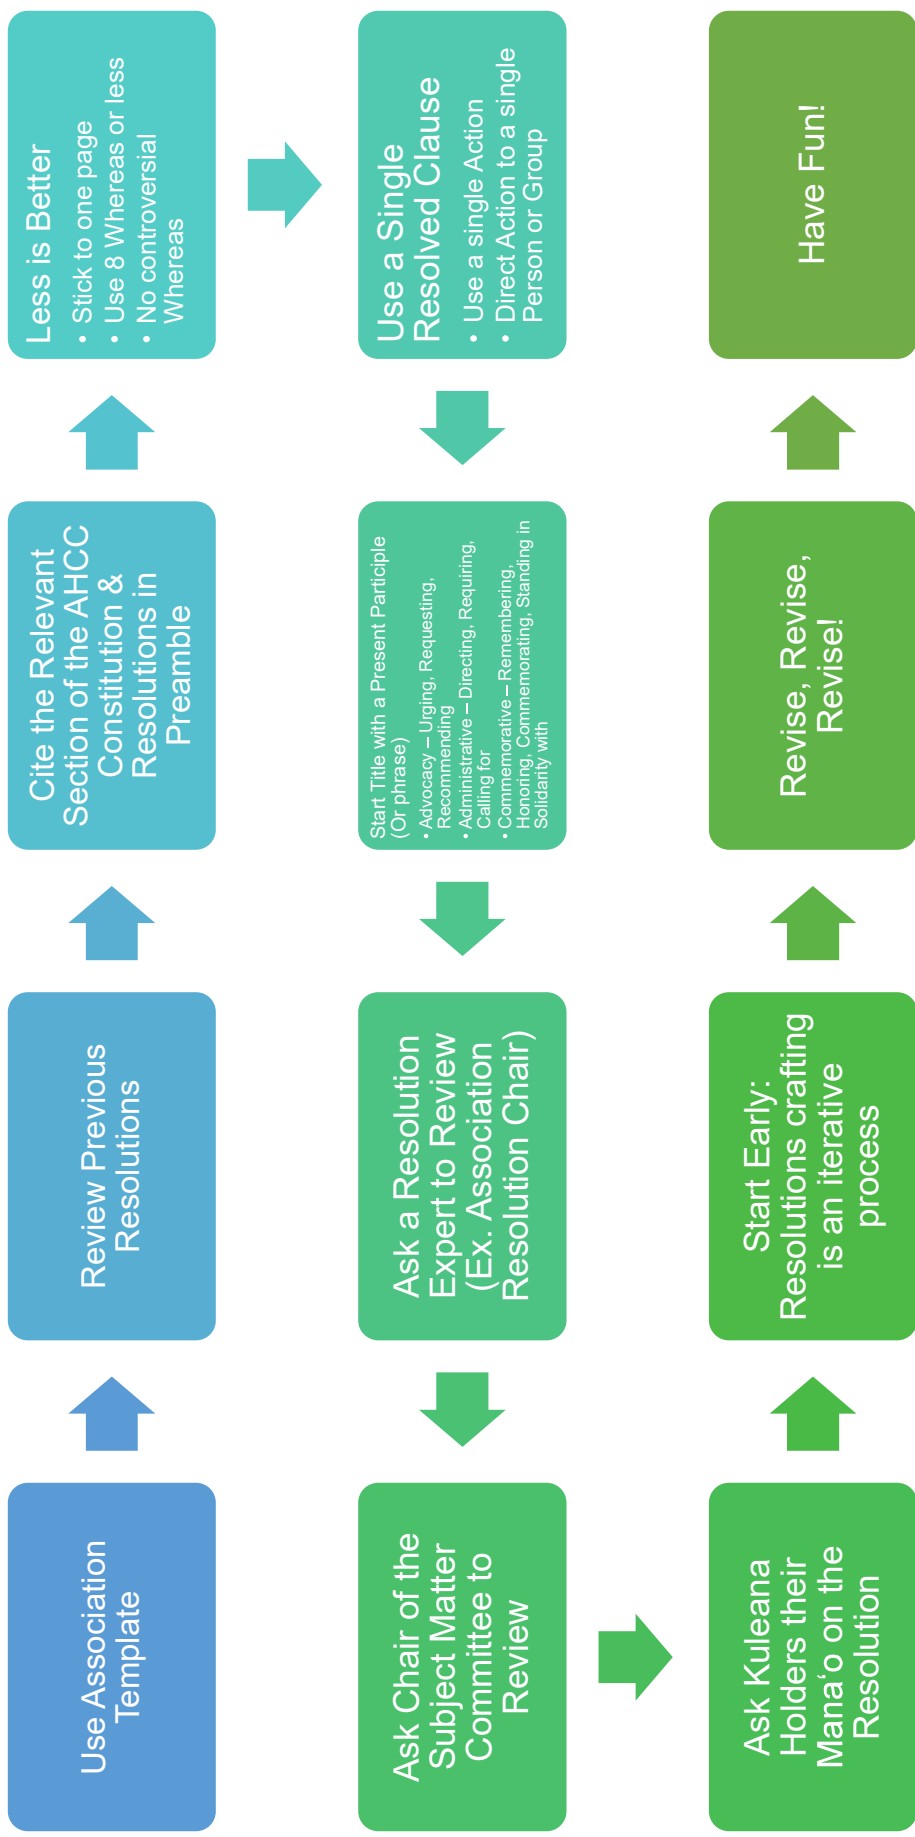 Use Association
Template
Review Previous
Resolutions
Cite the Relevant
Section of the AHCC
Constitution &
Resolutions in
Preamble
Less is Better
• Stick to one page
• Use 8 Whereas or less
• No controversial
Whereas
Use a Single
Resolved Clause
• Use a single Action
• Direct Action to a single
Person or Group
Start Title with a Present Participle
(Or phrase)
• Advocacy – Urging, Requesting,
Recommending
• Administrative – Directing, Requiring,
Calling for
• Commemorative – Remembering,
Honoring, Commemorating, Standing in
Solidarity with
Ask a Resolution
Expert to Review
(Ex. Association
Resolution Chair)
Ask Chair of the
Subject Matter
Committee to
Review
Ask Kuleana
Holders their
Manaʻo on the
Resolution
Start Early:
Resolutions crafting
is an iterative
process
Revise, Revise,
Revise!
Have Fun!